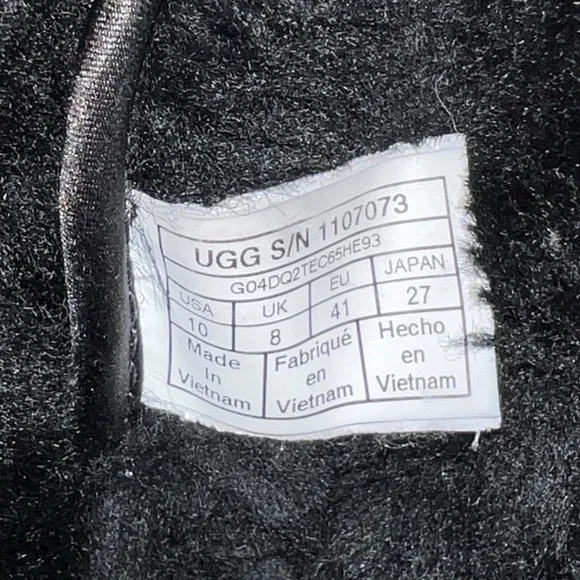 UGG S/N 1107073
G04DQ2TEC65HE93
USA UK EU JAPAN
10 8 41 27
Made
In
Vietnam
Fabriqué
en
Vietnam
Hecho
en
Vietnam